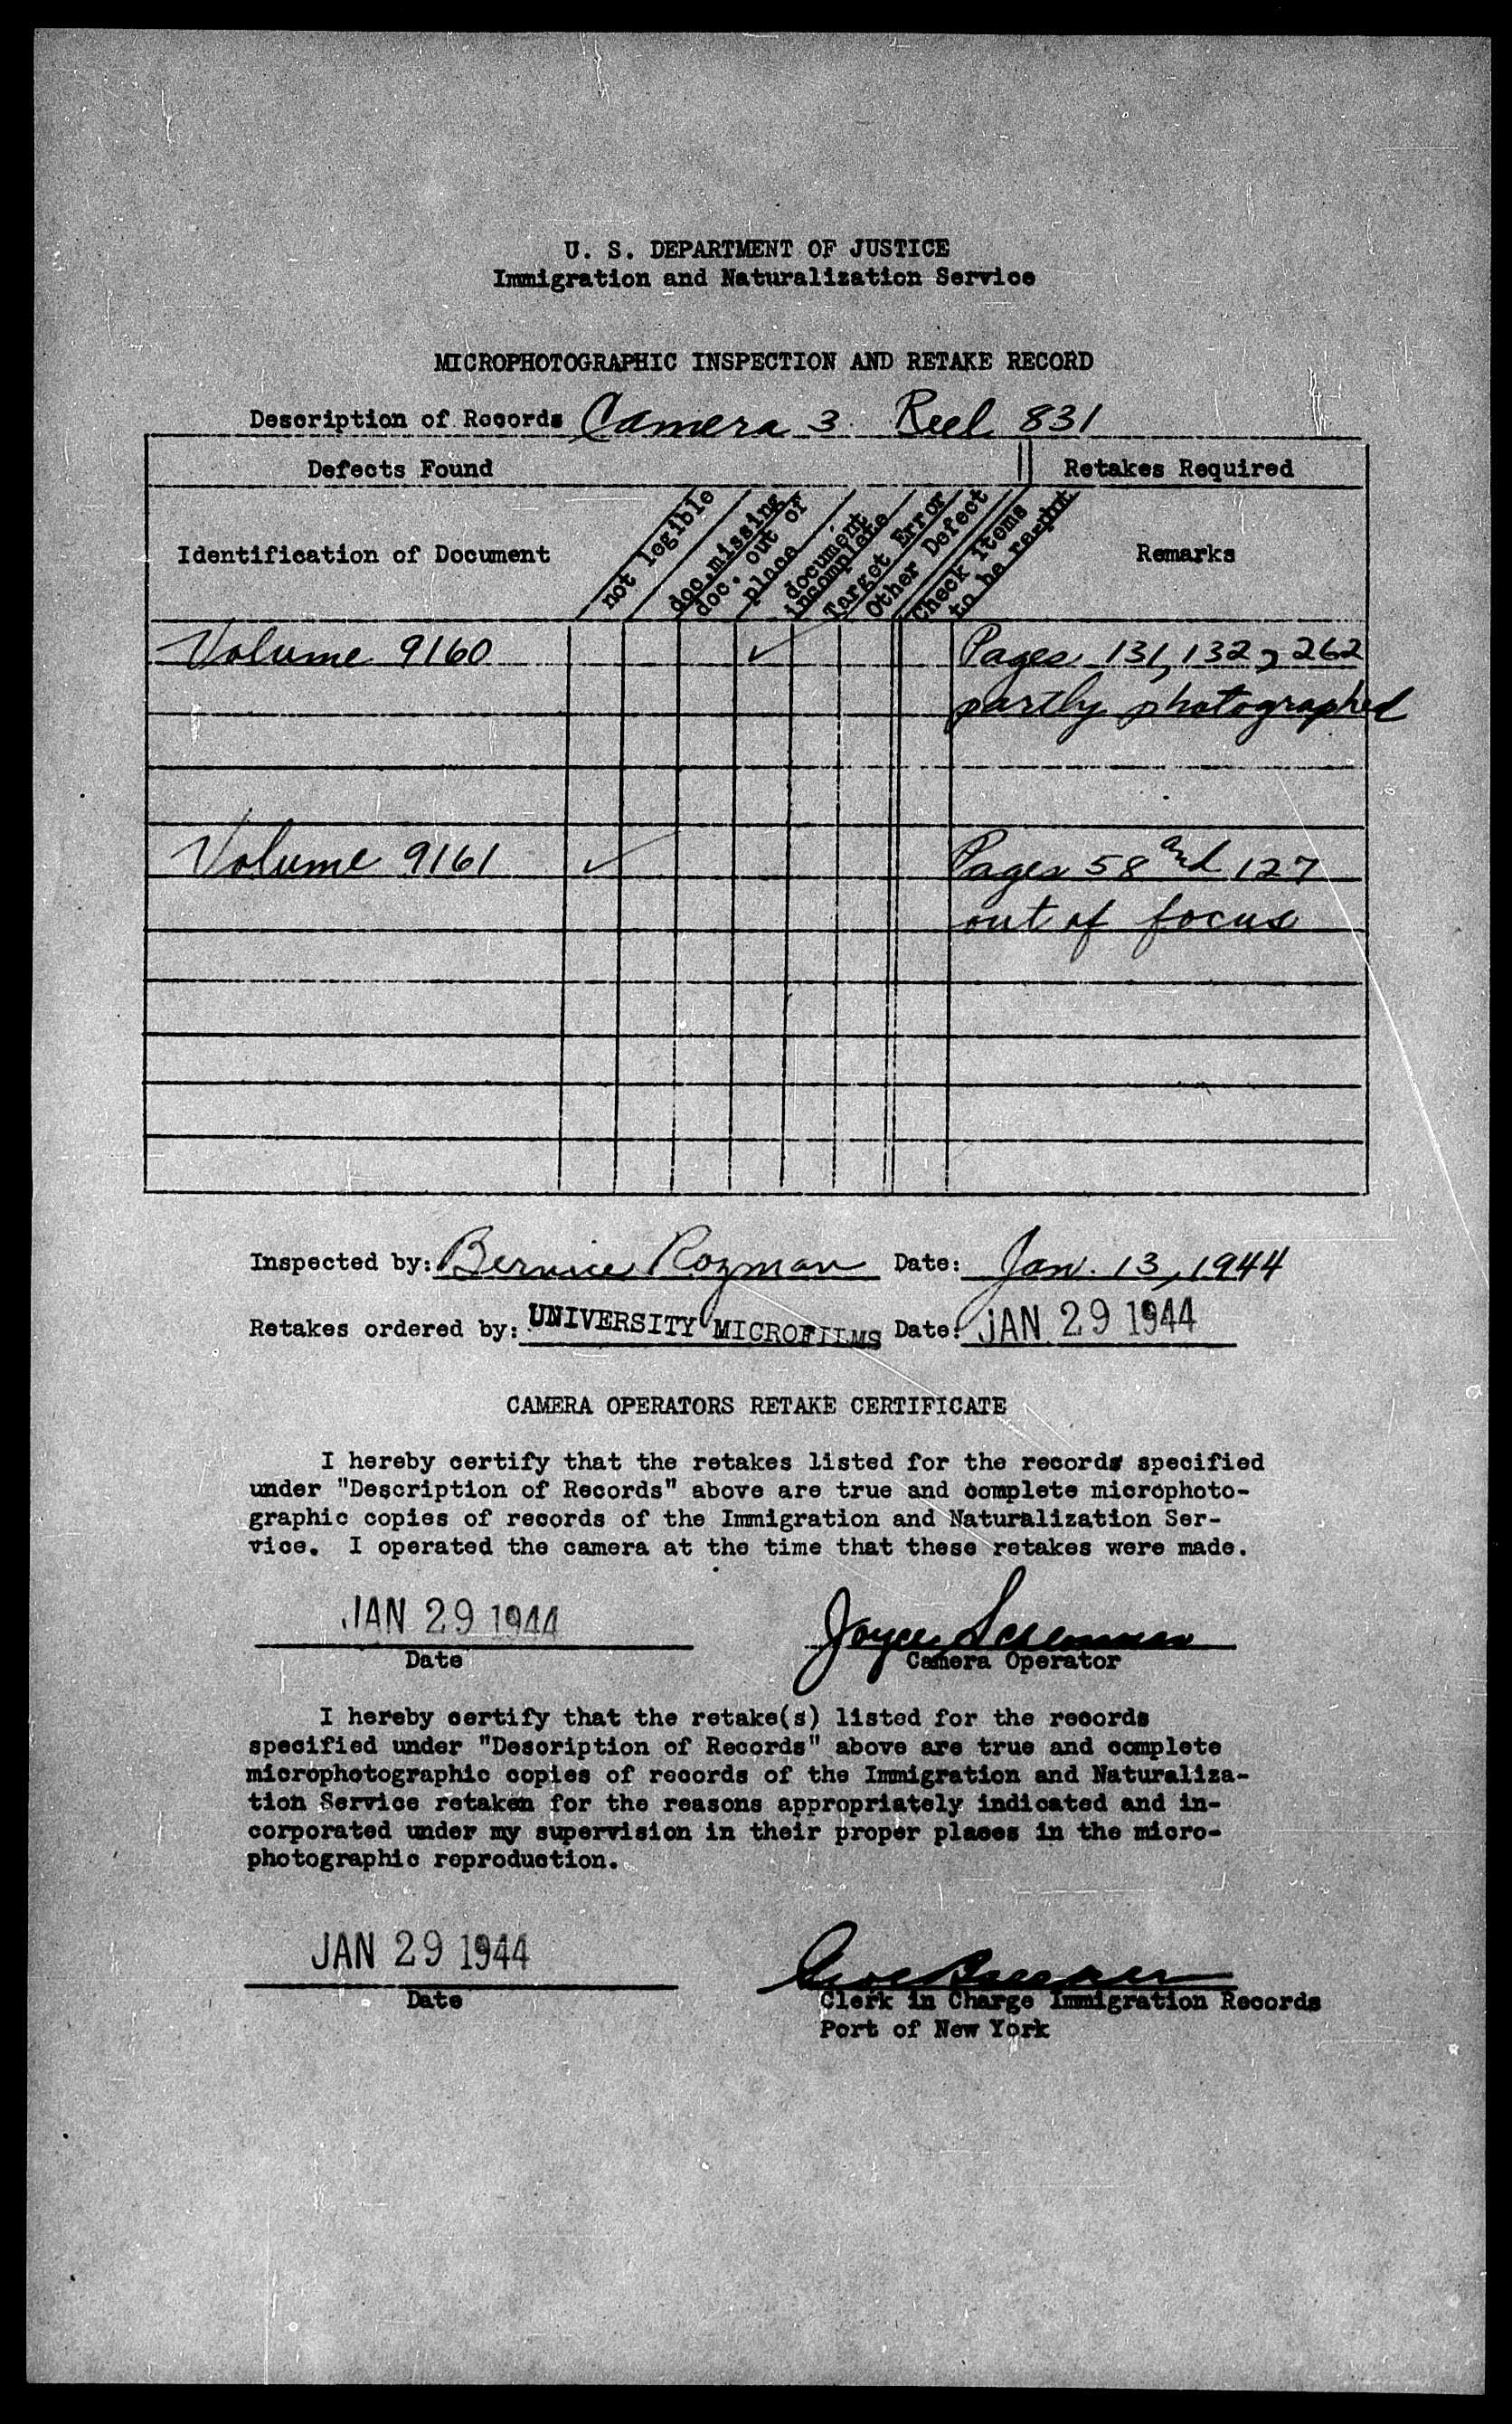 U. S. DEPARTMENT OF JUSTICE
Immigration and Naturalization Service
MICROPHOTOGRAPHIC INSPECTION AND RETAKE RECORD
Description of Records Camera 3 Reel 831
Defects Found Retakes Required
Identification of Document not legible doc. missing doc. out of place document incomplete Target Error Other Defect Check items to be Remarks
Volume 9160 ✓ Pages 131, 132, 262
partly photographed
Volume 9161 ✓ Pages 58 and 127
out of focus
Inspected by: Bernice Rozman Date: Jan. 13, 1944
Retakes ordered by: UNIVERSITY MICROFILMS Date: JAN 29 1944
CAMERA OPERATORS RETAKE CERTIFICATE
I hereby certify that the retakes listed for the records specified
under "Description of Records" above are true and complete microphoto-
graphic copies of records of the Immigration and Naturalization Ser-
vice. I operated the camera at the time that these retakes were made.
JAN 29 1944 Joyce
Date Camera Operator
I hereby certify that the retake(s) listed for the records
specified under "Description of Records" above are true and complete
microphotographic copies of records of the Immigration and Naturaliza-
tion Service retaken for the reasons appropriately indicated and in-
corporated under my supervision in their proper places in the micro-
photographic reproduction.
JAN 29 1944
Date Clerk in Charge Immigration Records
Port of New York